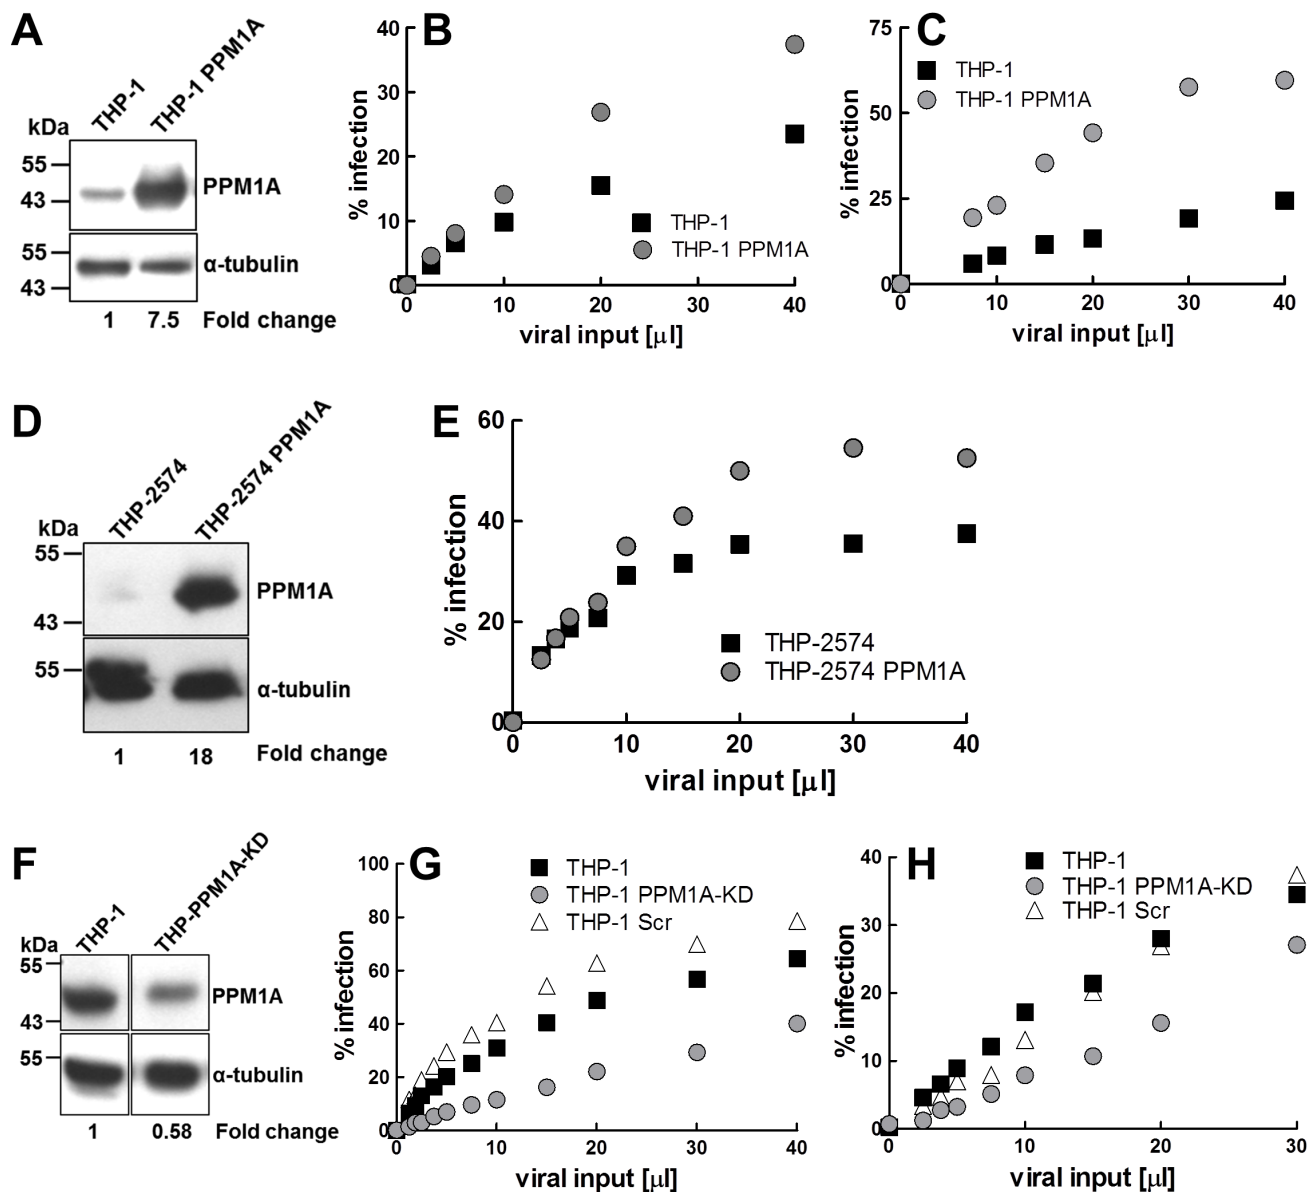 A
THP-1
THP-1 PPM1A
kDa
55
43
PPM1A
55
43
α-tubulin
1 7.5 Fold change
B
% infection
40
30
20
10
0
THP-1
THP-1 PPM1A
0 10 20 30 40
viral input [µl]
C
% infection
75
50
25
0
THP-1
THP-1 PPM1A
0 10 20 30 40
viral input [µl]
D
THP-2574
THP-2574 PPM1A
kDa
55
43
PPM1A
55
α-tubulin
1 18 Fold change
E
% infection
60
40
20
0
THP-2574
THP-2574 PPM1A
0 10 20 30 40
viral input [µl]
F
THP-1
THP-PPM1A-KD
kDa
55
43
PPM1A
55
α-tubulin
1 0.58 Fold change
G
% infection
100
80
60
40
20
0
THP-1
THP-1 PPM1A-KD
THP-1 Scr
0 10 20 30 40
viral input [µl]
H
% infection
40
30
20
10
0
THP-1
THP-1 PPM1A-KD
THP-1 Scr
0 10 20 30
viral input [µl]